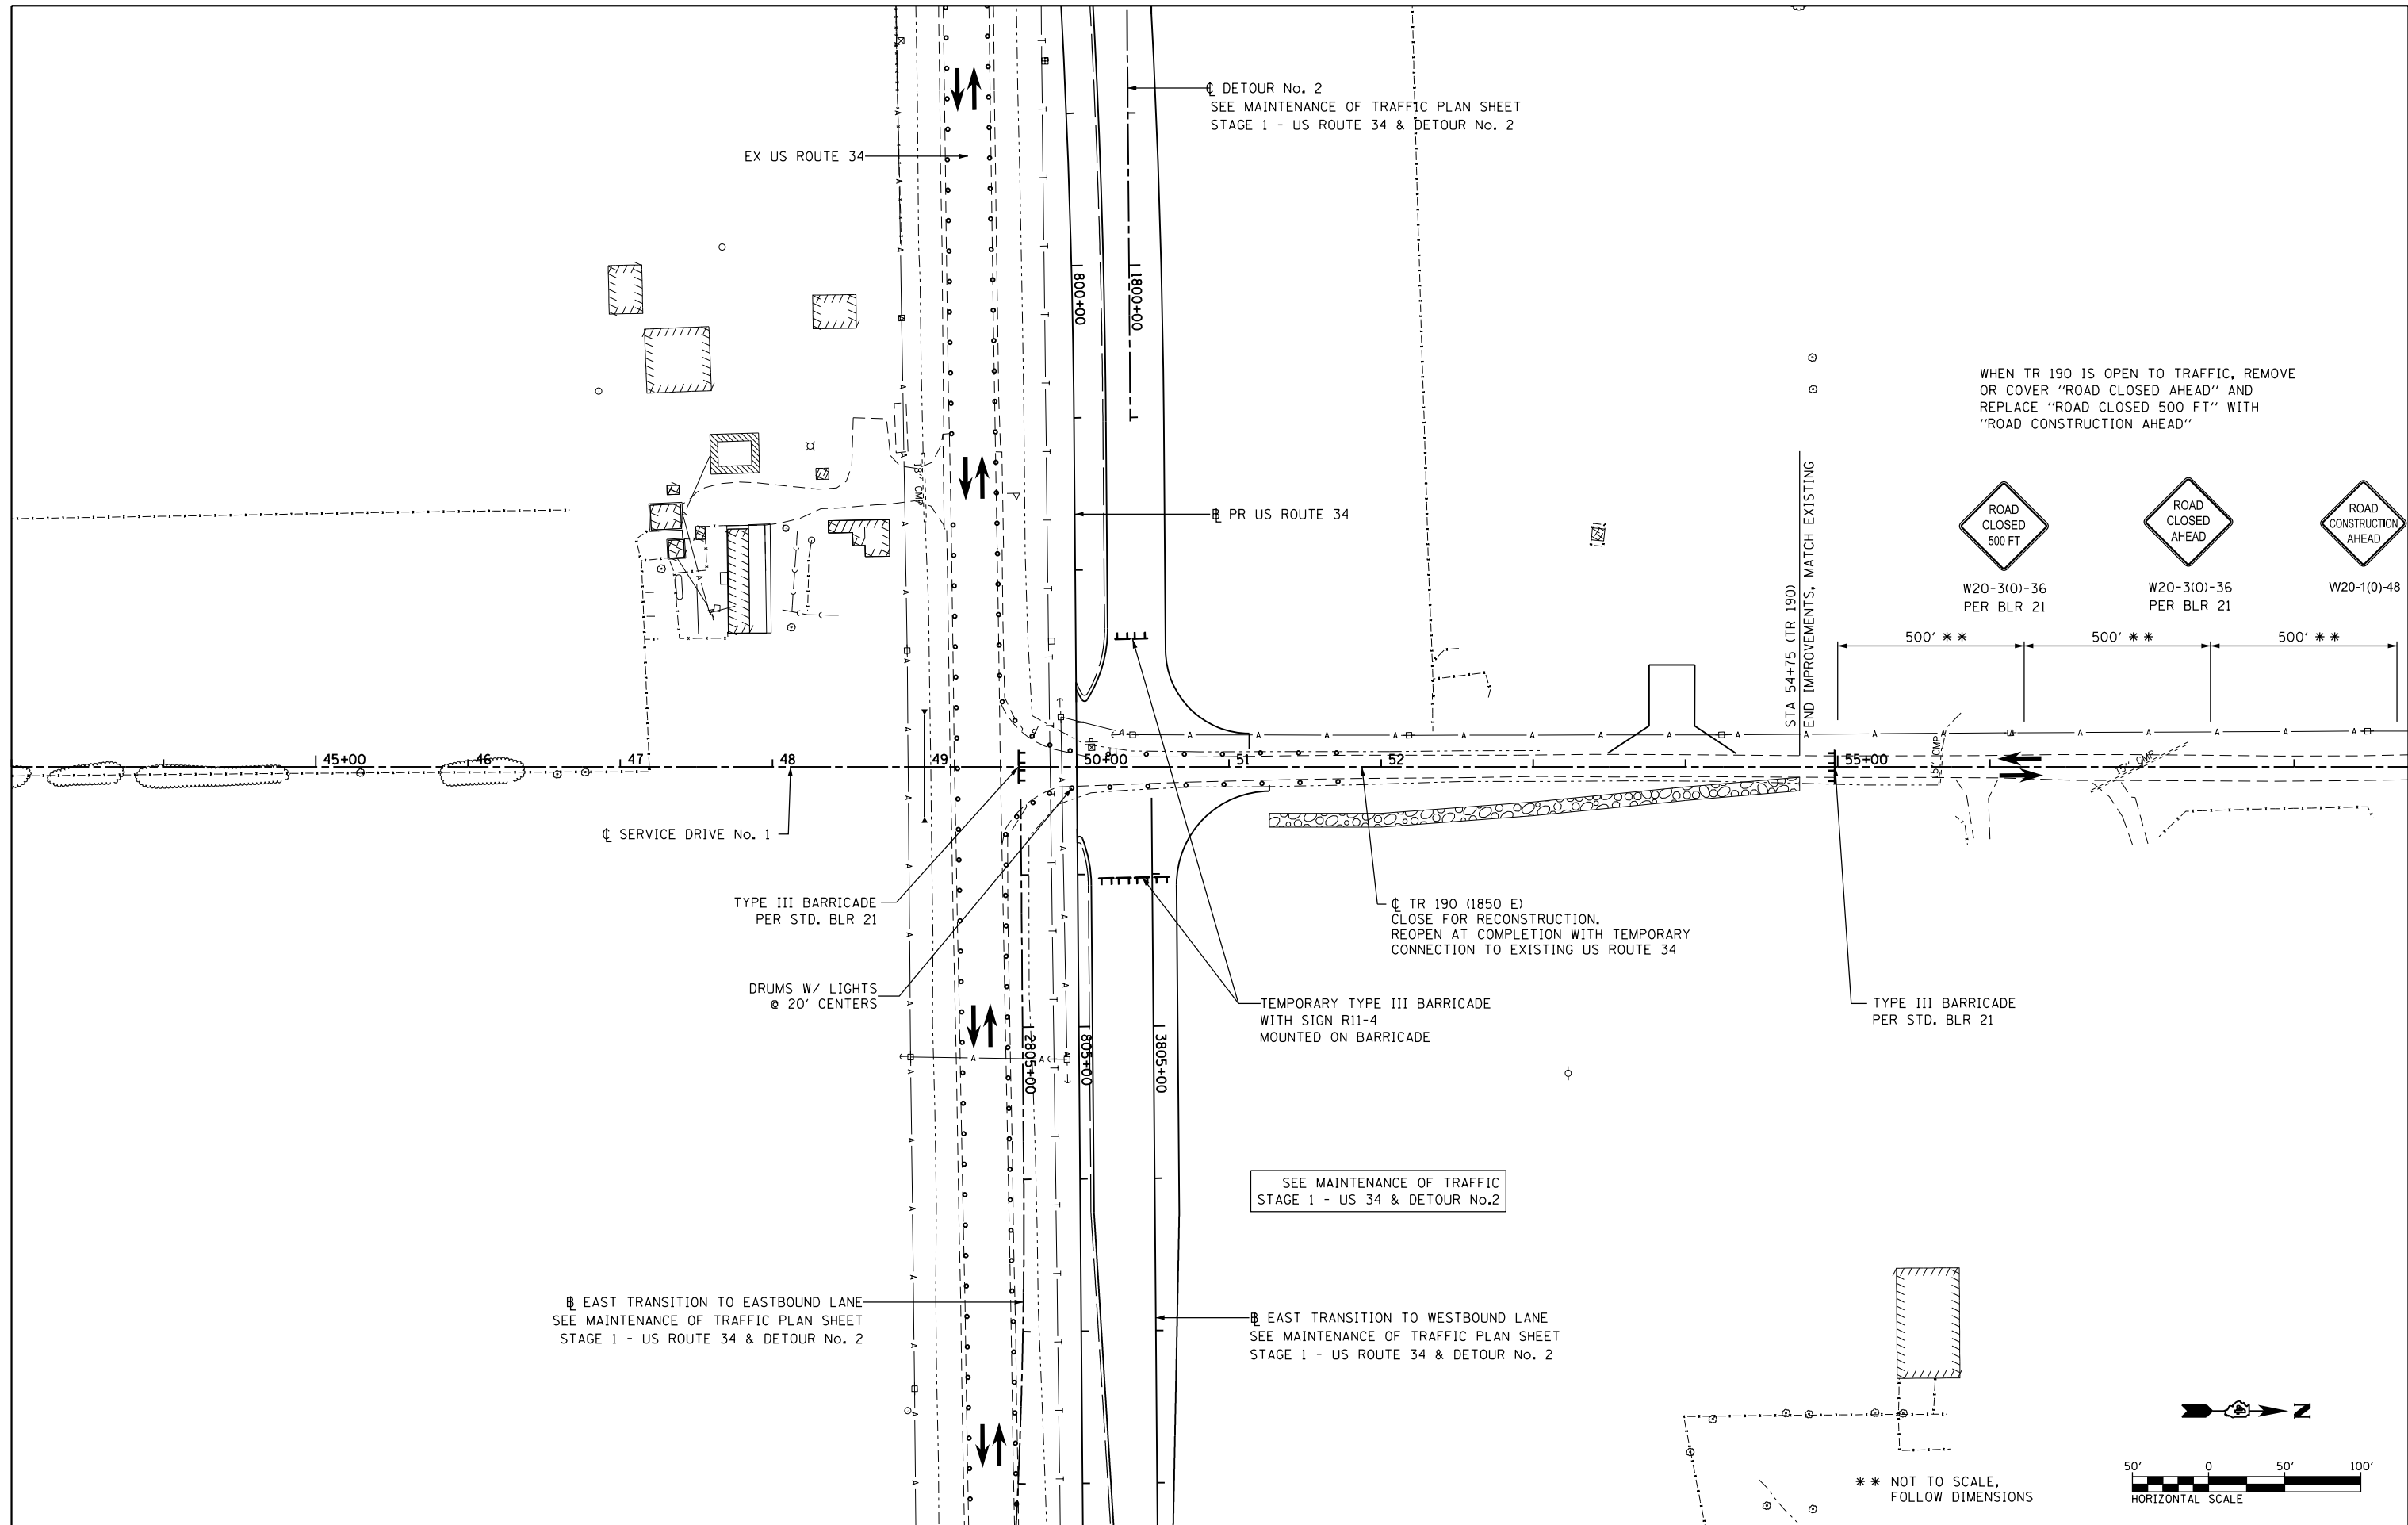 ℄ DETOUR No. 2
SEE MAINTENANCE OF TRAFFIC PLAN SHEET
STAGE 1 - US ROUTE 34 & DETOUR No. 2
EX US ROUTE 34
800+00
1800+00
WHEN TR 190 IS OPEN TO TRAFFIC, REMOVE
OR COVER "ROAD CLOSED AHEAD" AND
REPLACE "ROAD CLOSED 500 FT" WITH
"ROAD CONSTRUCTION AHEAD"
18" CMP
B͟L PR US ROUTE 34
STA 54+75 (TR 190)
END IMPROVEMENTS, MATCH EXISTING
ROAD
CLOSED
500 FT
W20-3(O)-36
PER BLR 21
ROAD
CLOSED
AHEAD
W20-3(O)-36
PER BLR 21
ROAD
CONSTRUCTION
AHEAD
W20-1(O)-48
500' **
500' **
500' **
45+00
46
47
48
49
50+00
51
52
55+00
15" CMP
15" CMP
℄ SERVICE DRIVE No. 1
TYPE III BARRICADE
PER STD. BLR 21
℄ TR 190 (1850 E)
CLOSE FOR RECONSTRUCTION.
REOPEN AT COMPLETION WITH TEMPORARY
CONNECTION TO EXISTING US ROUTE 34
DRUMS W/ LIGHTS
@ 20' CENTERS
TEMPORARY TYPE III BARRICADE
WITH SIGN R11-4
MOUNTED ON BARRICADE
TYPE III BARRICADE
PER STD. BLR 21
2805+00
805+00
3805+00
SEE MAINTENANCE OF TRAFFIC
STAGE 1 - US 34 & DETOUR No.2
BL EAST TRANSITION TO EASTBOUND LANE
SEE MAINTENANCE OF TRAFFIC PLAN SHEET
STAGE 1 - US ROUTE 34 & DETOUR No. 2
BL EAST TRANSITION TO WESTBOUND LANE
SEE MAINTENANCE OF TRAFFIC PLAN SHEET
STAGE 1 - US ROUTE 34 & DETOUR No. 2
N
** NOT TO SCALE,
FOLLOW DIMENSIONS
50' 0 50' 100'
HORIZONTAL SCALE